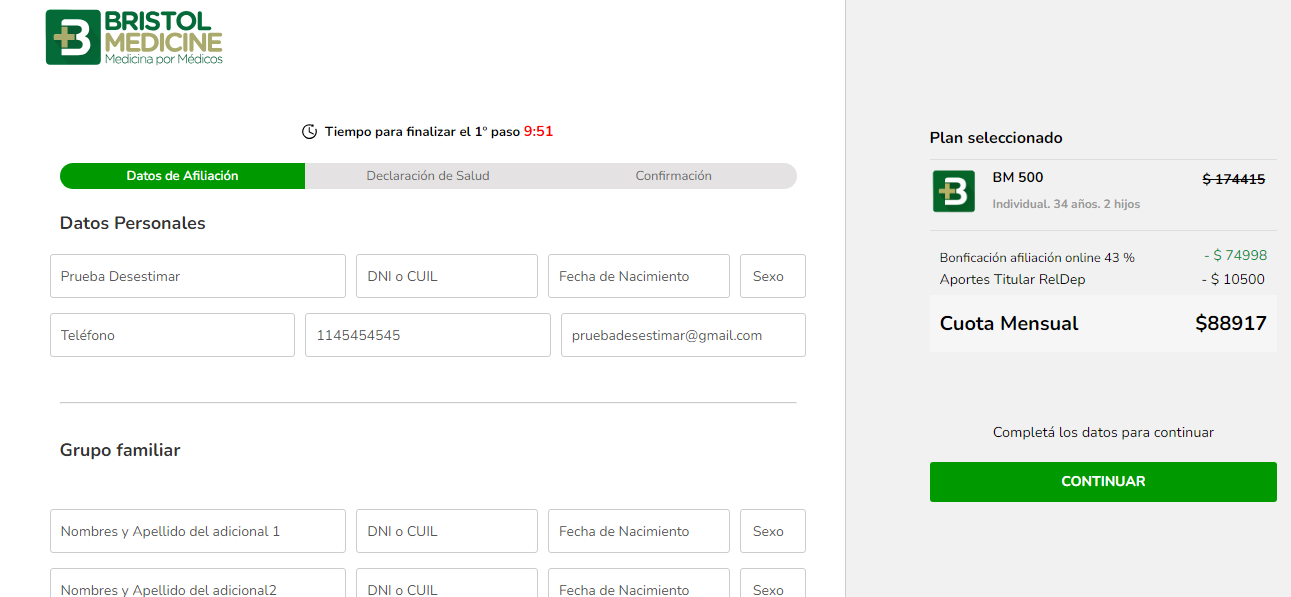 BRISTOL
MEDICINE
Medicina por Médicos
Tiempo para finalizar el 1º paso 9:51
Datos de Afiliación Declaración de Salud Confirmación
Datos Personales
Prueba Desestimar DNI o CUIL Fecha de Nacimiento Sexo
Teléfono 1145454545 pruebadesestimar@gmail.com
Grupo familiar
Nombres y Apellido del adicional 1 DNI o CUIL Fecha de Nacimiento Sexo
Nombres y Apellido del adicional2 DNI o CUIL Fecha de Nacimiento Sexo
Plan seleccionado
BM 500 $ 174415
Individual. 34 años. 2 hijos
Bonficación afiliación online 43 % - $ 74998
Aportes Titular RelDep - $ 10500
Cuota Mensual $88917
Completá los datos para continuar
CONTINUAR